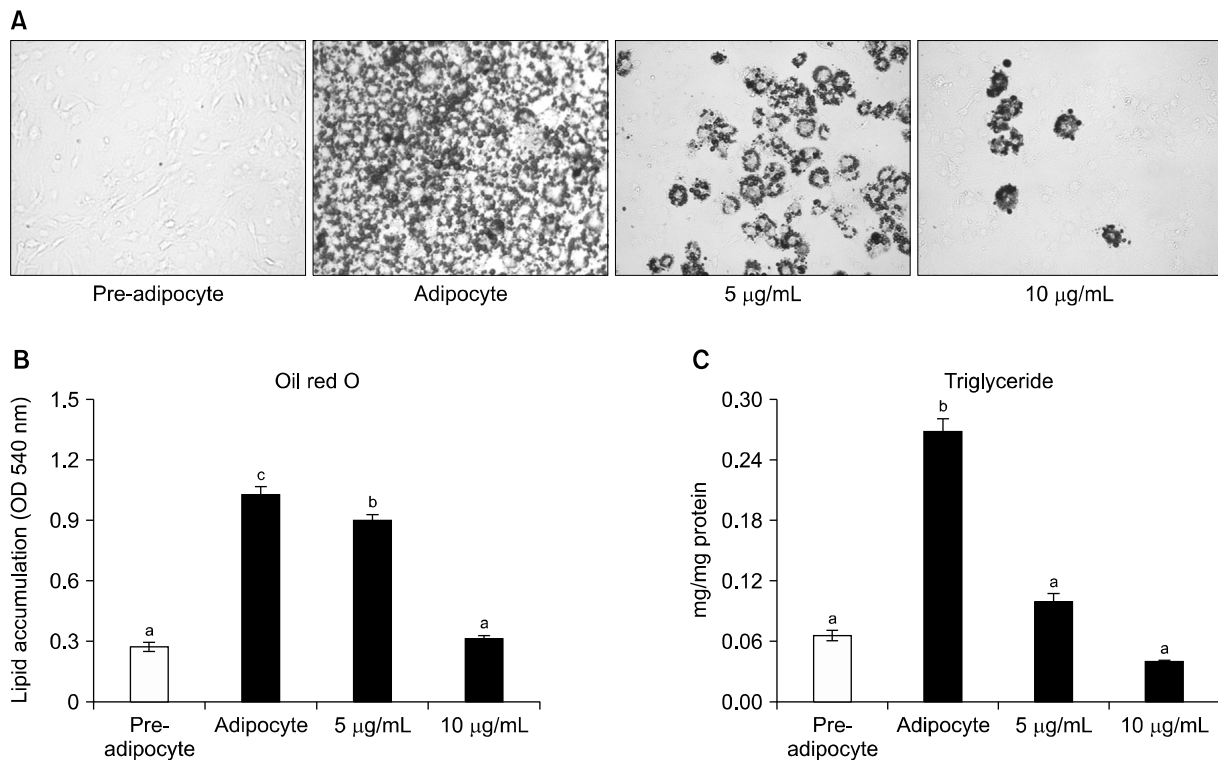 A
Pre-adipocyte
Adipocyte
5 μg/mL
10 μg/mL
B
Oil red O
Lipid accumulation (OD 540 nm)
1.5
1.2
0.9
0.6
0.3
0
a
c
b
a
Pre-
adipocyte
Adipocyte
5 μg/mL
10 μg/mL
C
Triglyceride
mg/mg protein
0.30
0.24
0.18
0.12
0.06
0.00
a
b
a
a
Pre-
adipocyte
Adipocyte
5 μg/mL
10 μg/mL